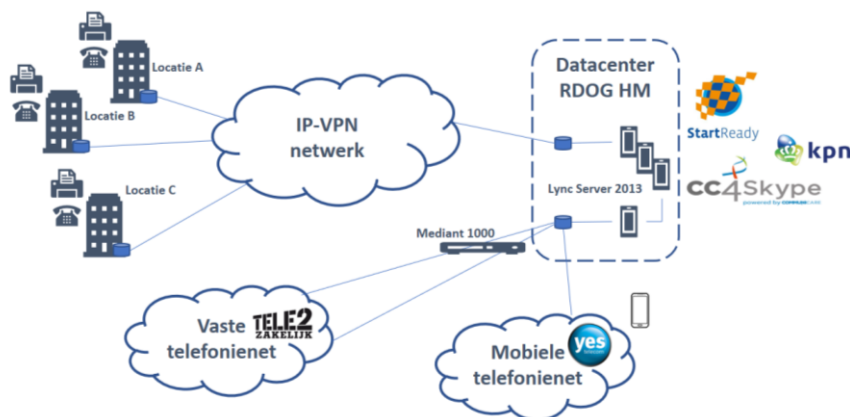 Locatie A
Locatie B
Locatie C
IP-VPN
netwerk
Datacenter
RDOG HM
Lync Server 2013
Mediant 1000
StartReady
kpn
CC4Skype
Vaste
telefonienet
TELE2
ZAKELIJK
Mobiele
telefonienet
yes